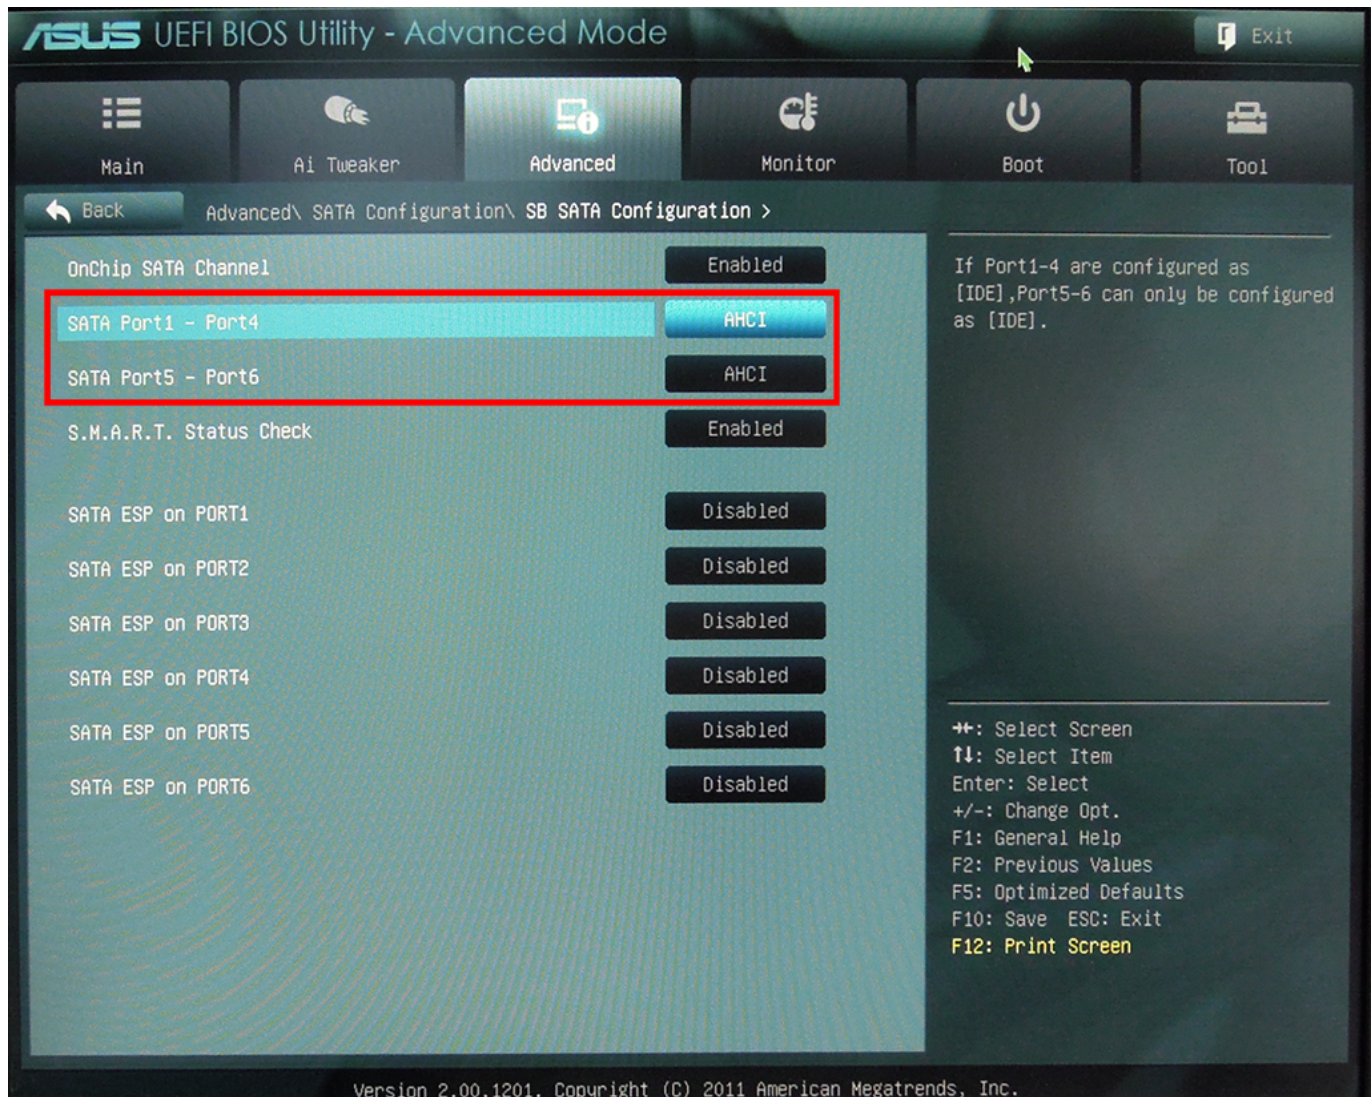 ASUS UEFI BIOS Utility - Advanced Mode
Exit
Main
Ai Tweaker
Advanced
Monitor
Boot
Tool
Back
Advanced\ SATA Configuration\ SB SATA Configuration >
OnChip SATA Channel Enabled
SATA Port1 - Port4 AHCI
SATA Port5 - Port6 AHCI
S.M.A.R.T. Status Check Enabled
SATA ESP on PORT1 Disabled
SATA ESP on PORT2 Disabled
SATA ESP on PORT3 Disabled
SATA ESP on PORT4 Disabled
SATA ESP on PORT5 Disabled
SATA ESP on PORT6 Disabled
If Port1-4 are configured as
[IDE],Port5-6 can only be configured
as [IDE].
→←: Select Screen
↑↓: Select Item
Enter: Select
+/-: Change Opt.
F1: General Help
F2: Previous Values
F5: Optimized Defaults
F10: Save ESC: Exit
F12: Print Screen
Version 2.00.1201. Copyright (C) 2011 American Megatrends, Inc.